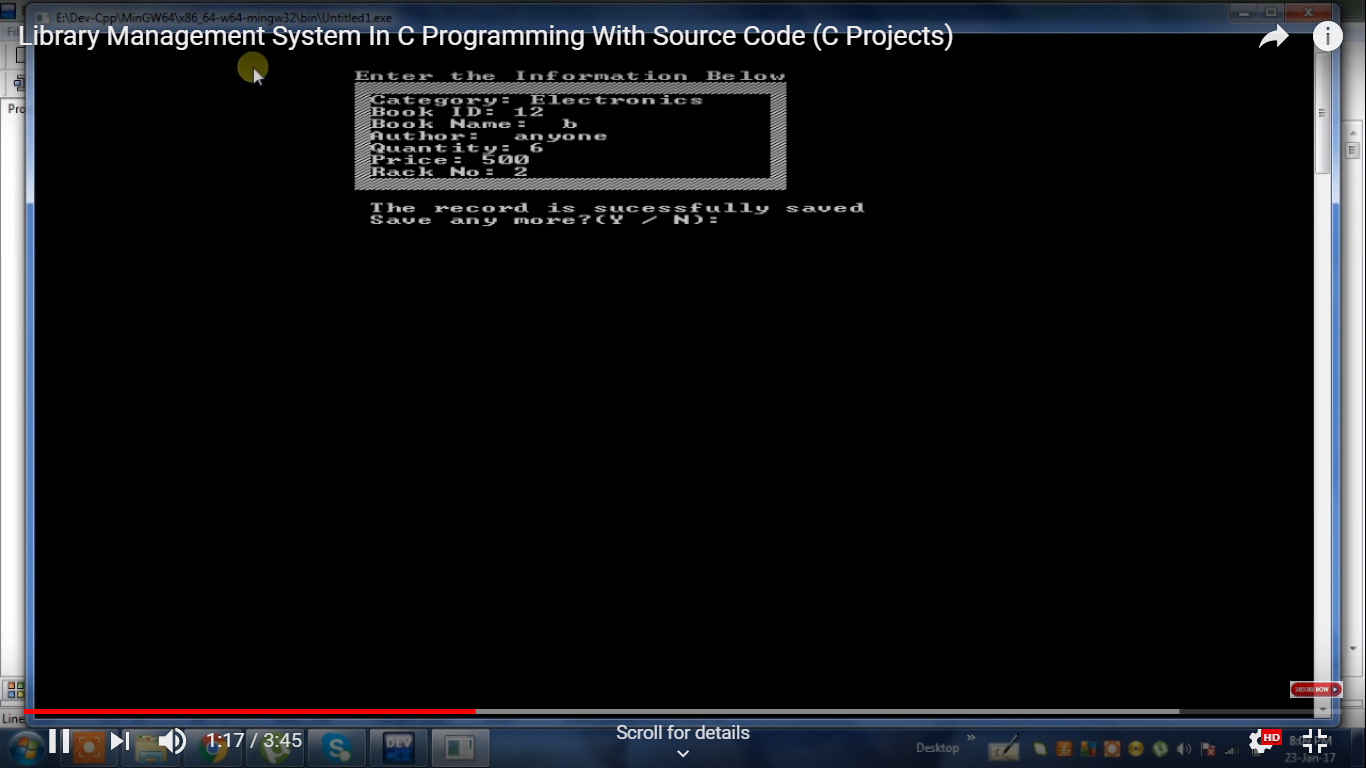 E:\Dev-Cpp\MinGW64\x86_64-w64-mingw32\bin\Untitled1.exe
Library Management System In C Programming With Source Code (C Projects)
Enter the Information Below
Category: Electronics
Book ID: 12
Book Name: b
Author: anyone
Quantity: 6
Price: 500
Rack No: 2
The record is sucessfully saved
Save any more?(Y / N):
SUBSCRIBE NOW
Line
1:17 / 3:45
Scroll for details
DEV
Desktop
HD
23-Jan-17